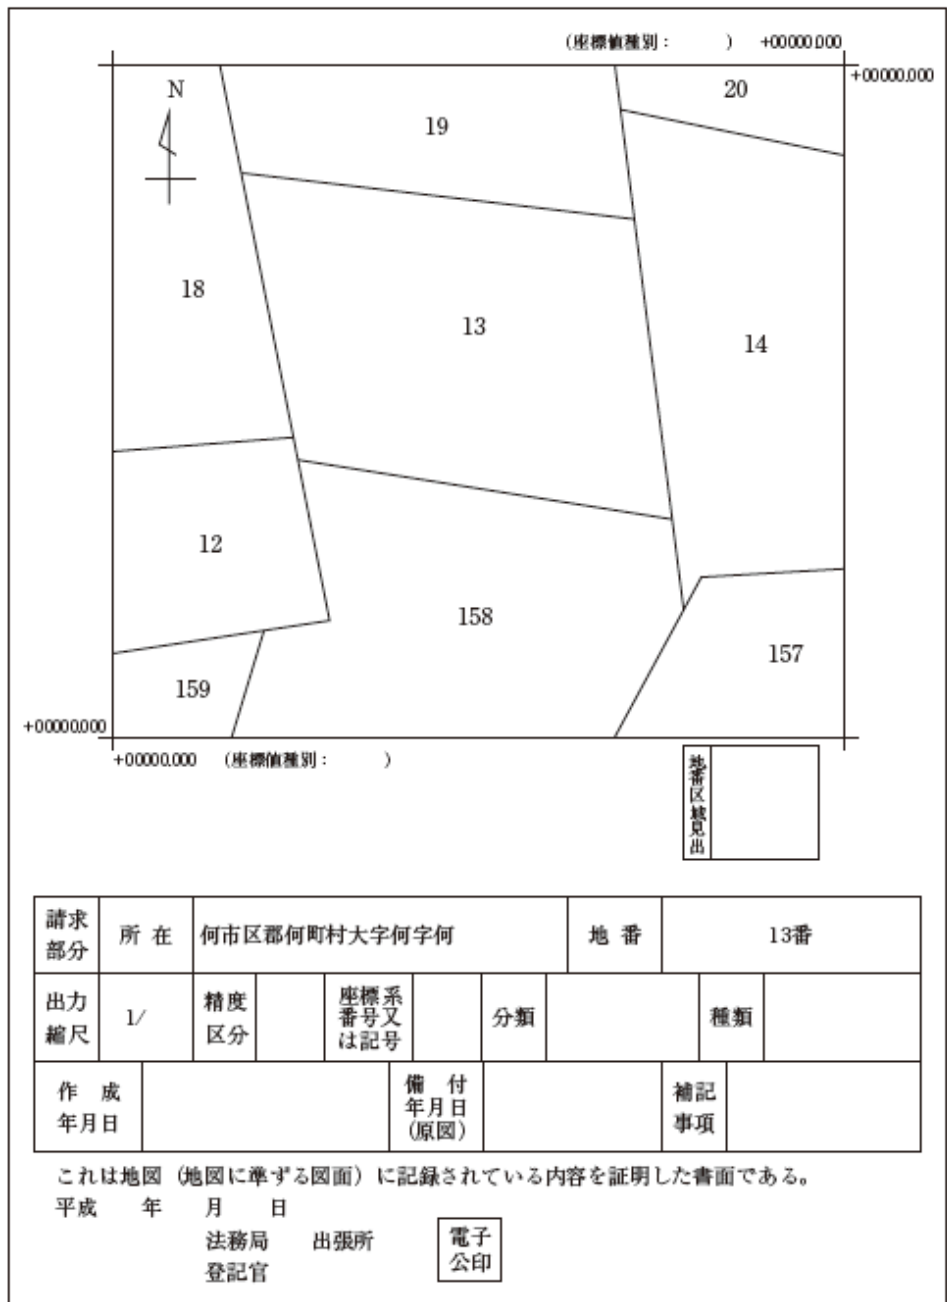 （座標値種別：　　　） +00000.000
+00000.000
N
20
19
18
13
14
12
158
157
159
+00000.000
+00000.000 （座標値種別：　　　）
地番区域見出
請求部分 所 在 何市区郡何町村大字何字何 地 番 13番
出力縮尺 1/ 精度区分 座標系番号又は記号 分類 種類
作 成年月日 備 付年月日(原図) 補記事項
これは地図（地図に準ずる図面）に記録されている内容を証明した書面である。
平成　　年　　月　　日
法務局　　出張所
登記官
電子
公印